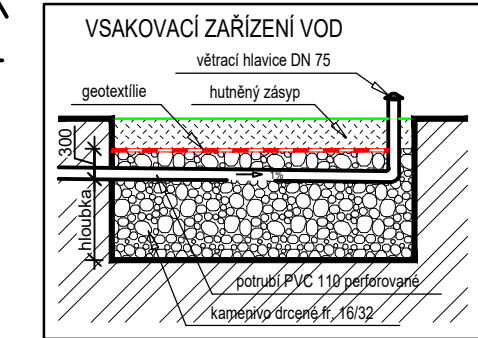 VSAKOVACÍ ZAŘÍZENÍ VOD
větrací hlavice DN 75
geotextílie
hutněný zásyp
300
1%
hloubka
potrubí PVC 110 perforované
kamenivo drcené fr. 16/32